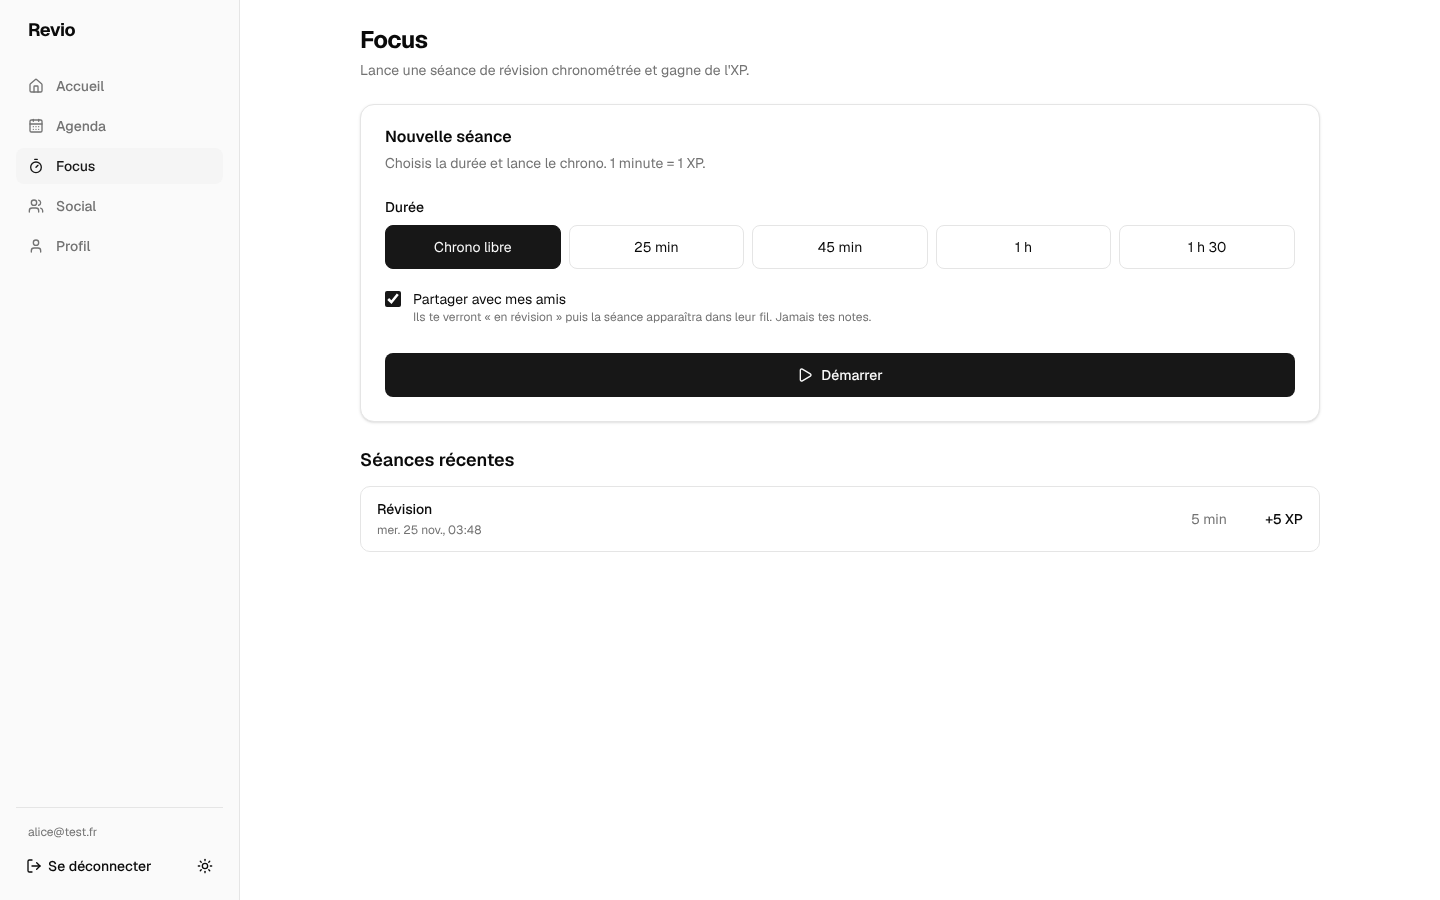 Revio
Accueil
Agenda
Focus
Social
Profil
alice@test.fr
Se déconnecter
Focus
Lance une séance de révision chronométrée et gagne de l'XP.
Nouvelle séance
Choisis la durée et lance le chrono. 1 minute = 1 XP.
Durée
Chrono libre
25 min
45 min
1 h
1 h 30
Partager avec mes amis
Ils te verront « en révision » puis la séance apparaîtra dans leur fil. Jamais tes notes.
Démarrer
Séances récentes
Révision
mer. 25 nov., 03:48
5 min
+5 XP